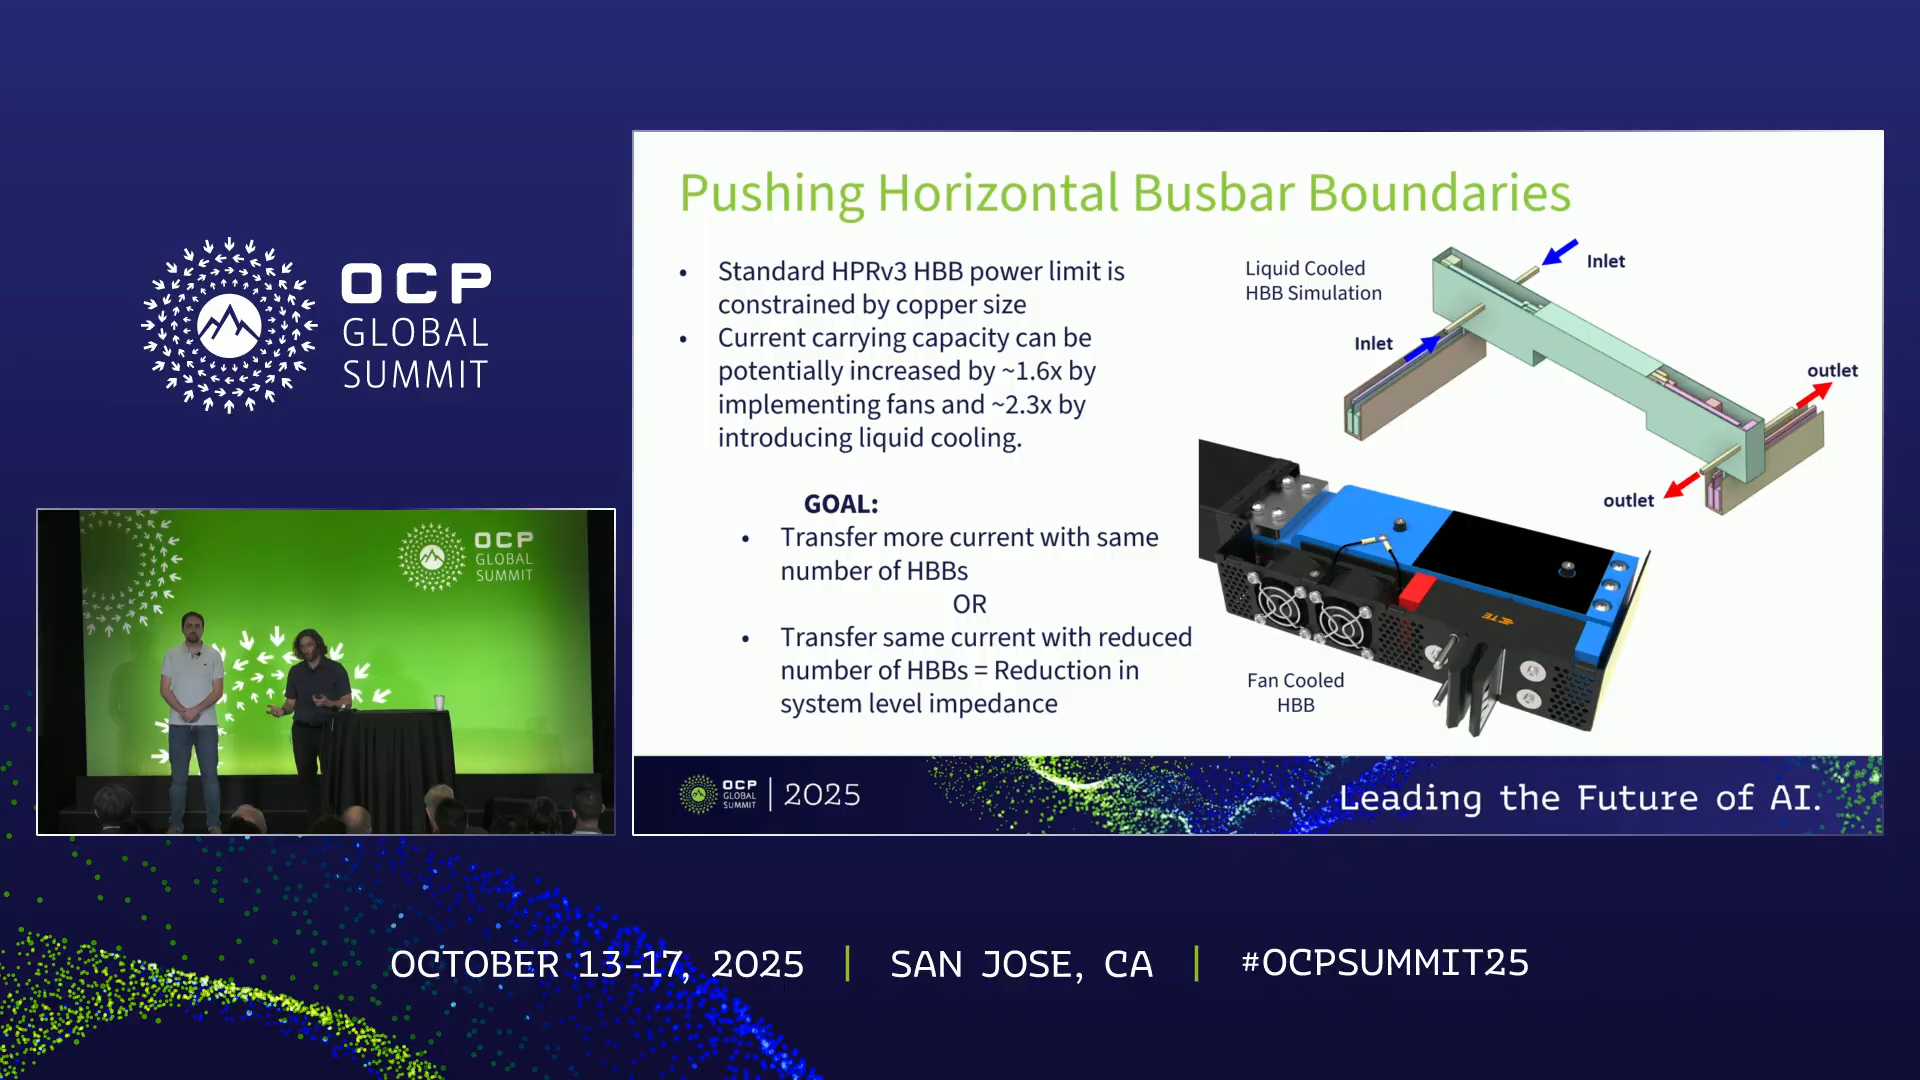 OCP
GLOBAL
SUMMIT
OCP
GLOBAL
SUMMIT
Pushing Horizontal Busbar Boundaries
• Standard HPRv3 HBB power limit is
constrained by copper size
• Current carrying capacity can be
potentially increased by ~1.6x by
implementing fans and ~2.3x by
introducing liquid cooling.
GOAL:
• Transfer more current with same
number of HBBs
OR
• Transfer same current with reduced
number of HBBs = Reduction in
system level impedance
Liquid Cooled
HBB Simulation
Inlet
Inlet
outlet
outlet
TE
Fan Cooled
HBB
OCP
GLOBAL
SUMMIT
2025
Leading the Future of AI.
OCTOBER 13-17, 2025 | SAN JOSE, CA | #OCPSUMMIT25